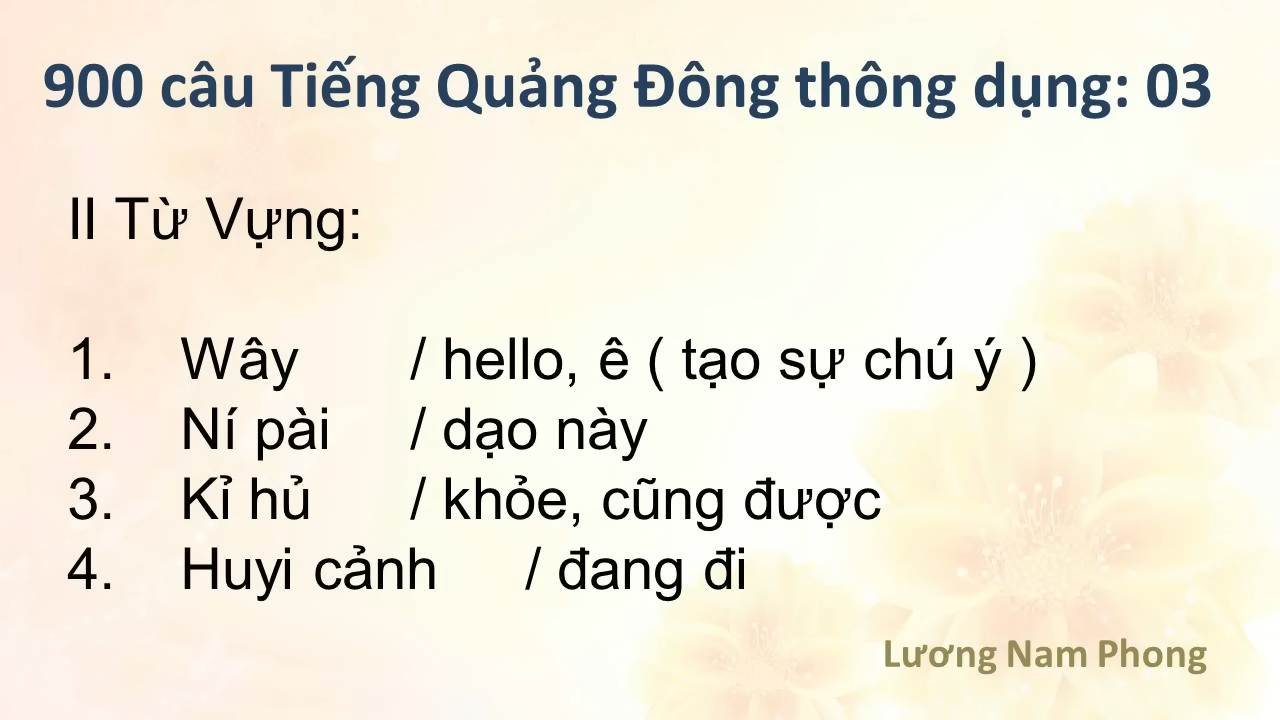 900 câu Tiếng Quảng Đông thông dụng: 03
II Từ Vựng:
1. Wây / hello, ê ( tạo sự chú ý )
2. Ní pài / dạo này
3. Kỉ hủ / khỏe, cũng được
4. Huyi cảnh / đang đi
Lương Nam Phong